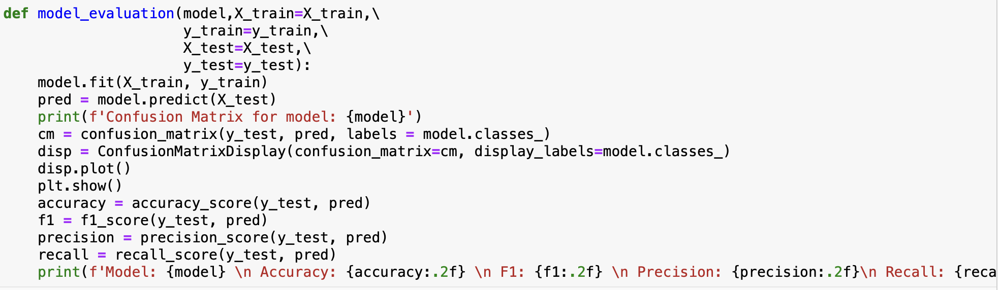 def model_evaluation(model,X_train=X_train,\
                     y_train=y_train,\
                     X_test=X_test,\
                     y_test=y_test):
    model.fit(X_train, y_train)
    pred = model.predict(X_test)
    print(f'Confusion Matrix for model: {model}')
    cm = confusion_matrix(y_test, pred, labels = model.classes_)
    disp = ConfusionMatrixDisplay(confusion_matrix=cm, display_labels=model.classes_)
    disp.plot()
    plt.show()
    accuracy = accuracy_score(y_test, pred)
    f1 = f1_score(y_test, pred)
    precision = precision_score(y_test, pred)
    recall = recall_score(y_test, pred)
    print(f'Model: {model} \n Accuracy: {accuracy:.2f} \n F1: {f1:.2f} \n Precision: {precision:.2f}\n Recall: {reca